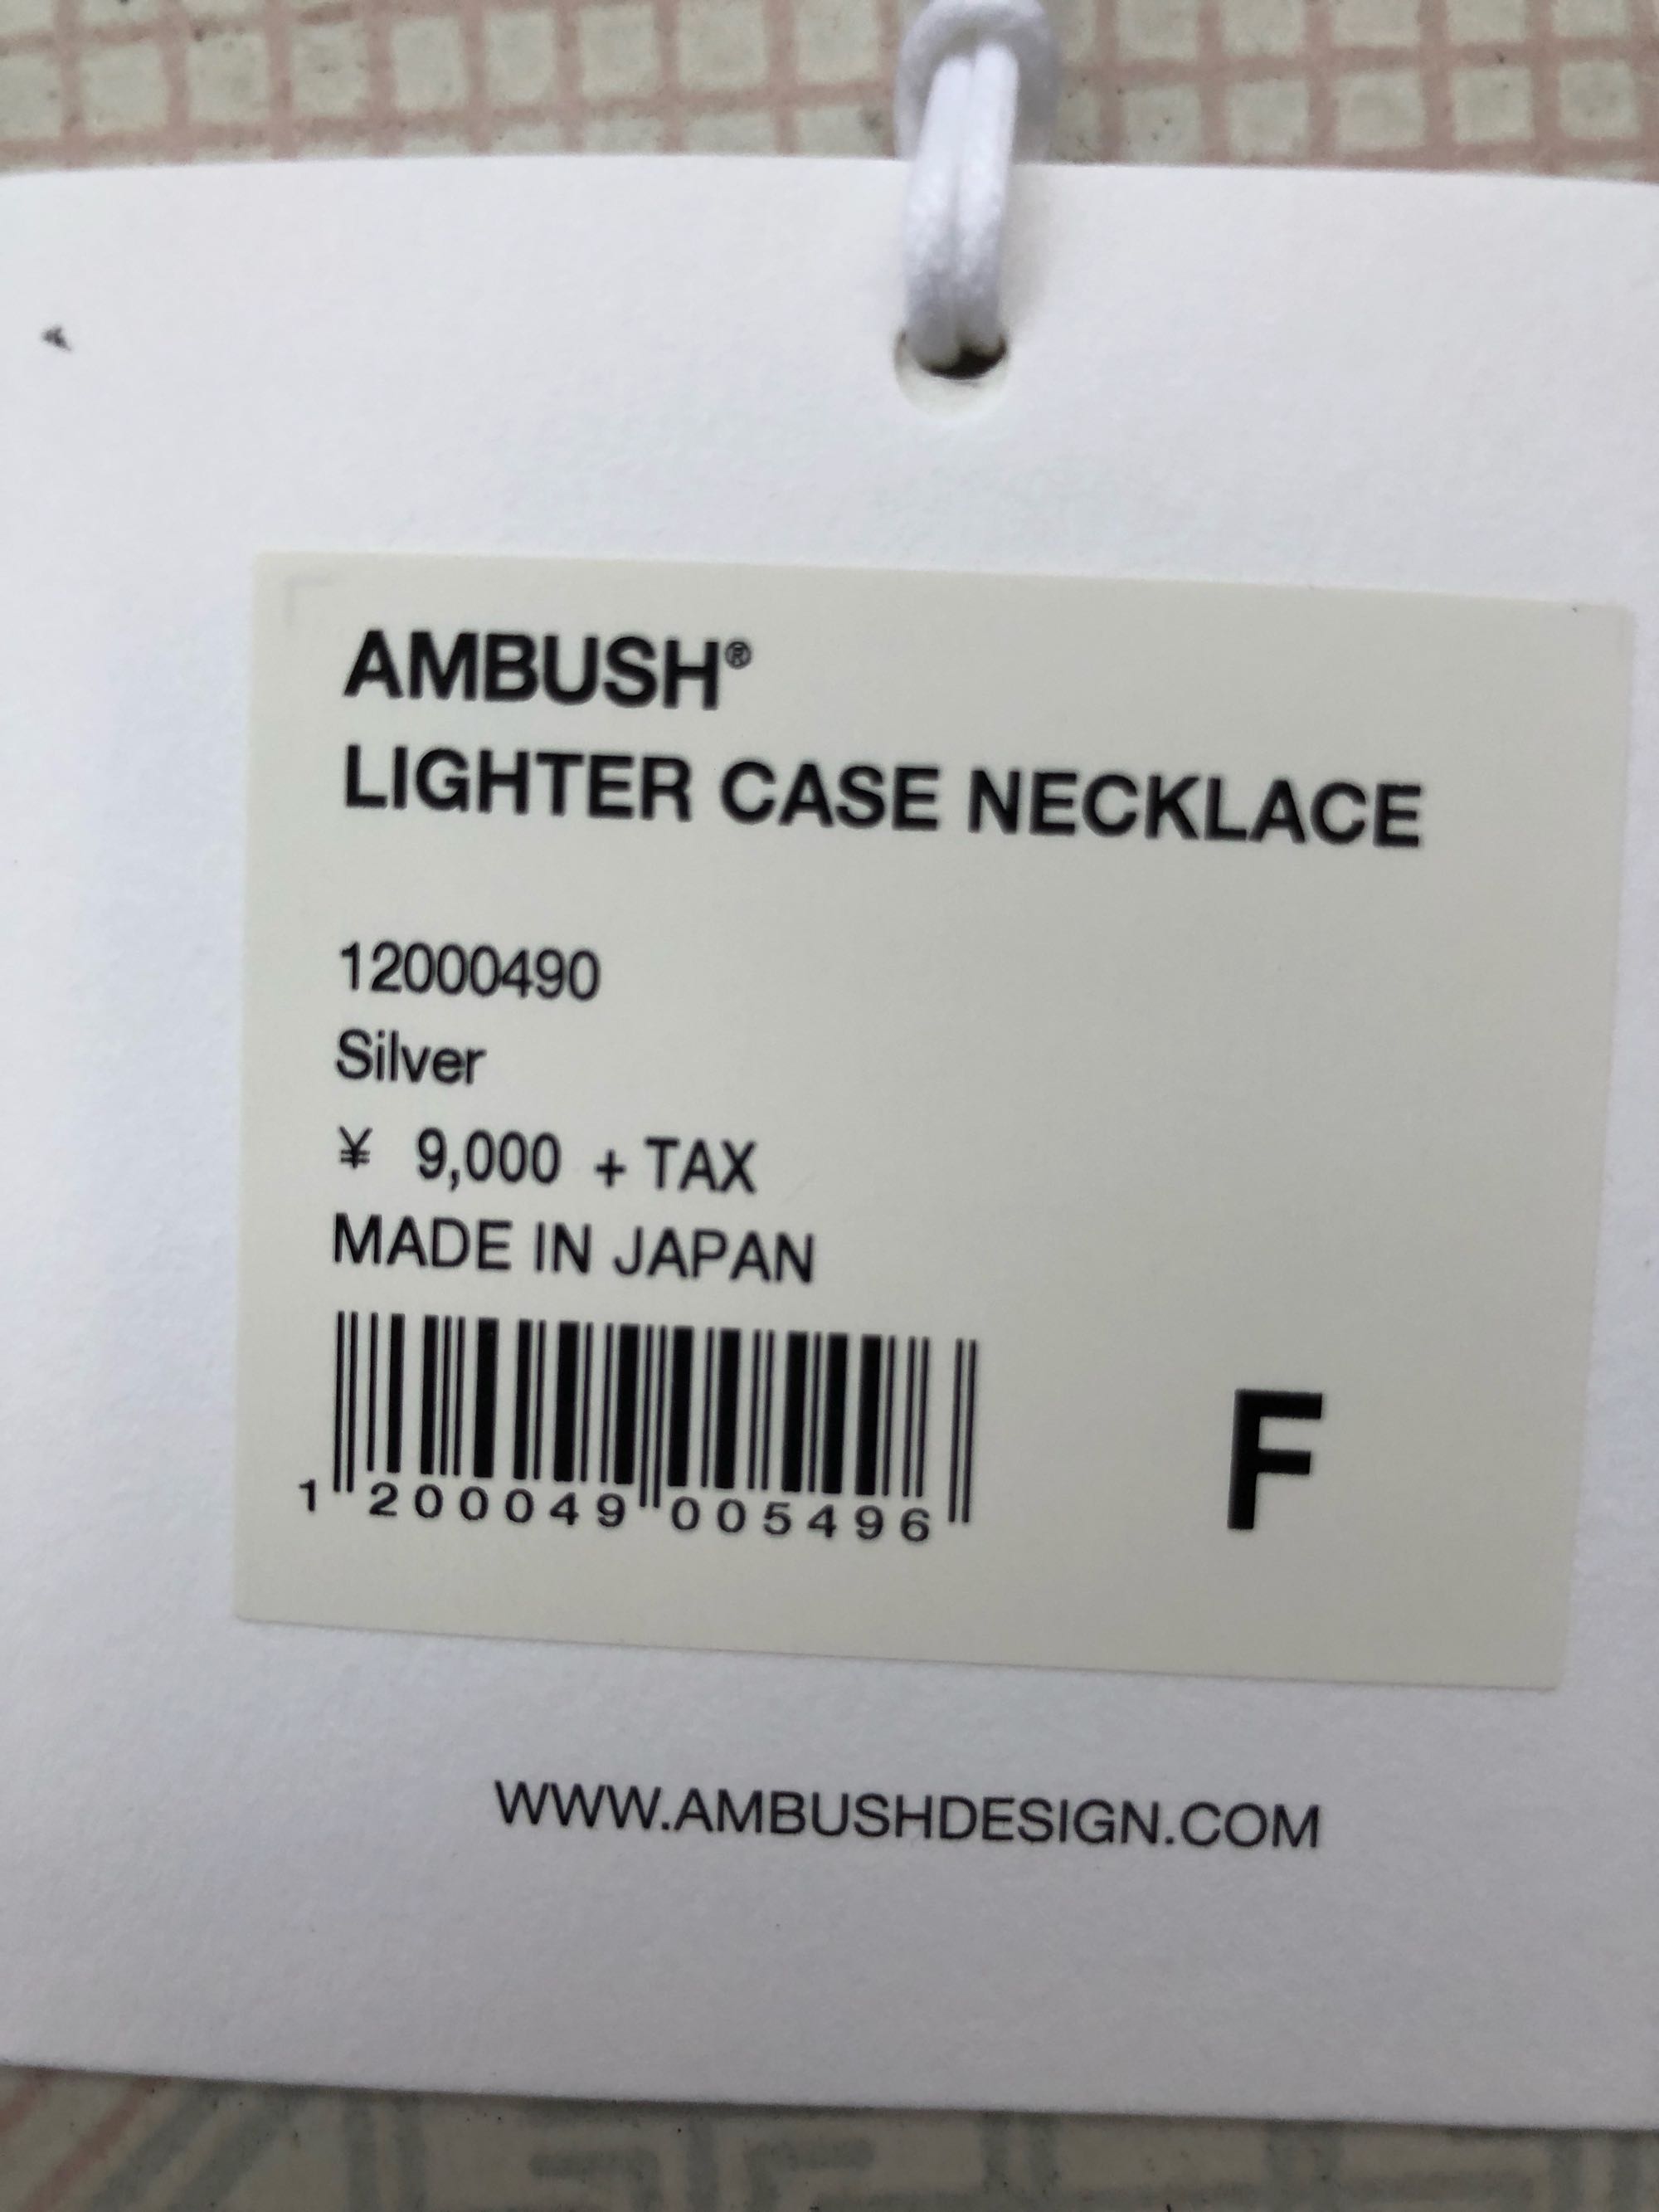 AMBUSH®
LIGHTER CASE NECKLACE
12000490
Silver
¥ 9,000 + TAX
MADE IN JAPAN
1 200049 005496
F
WWW.AMBUSHDESIGN.COM